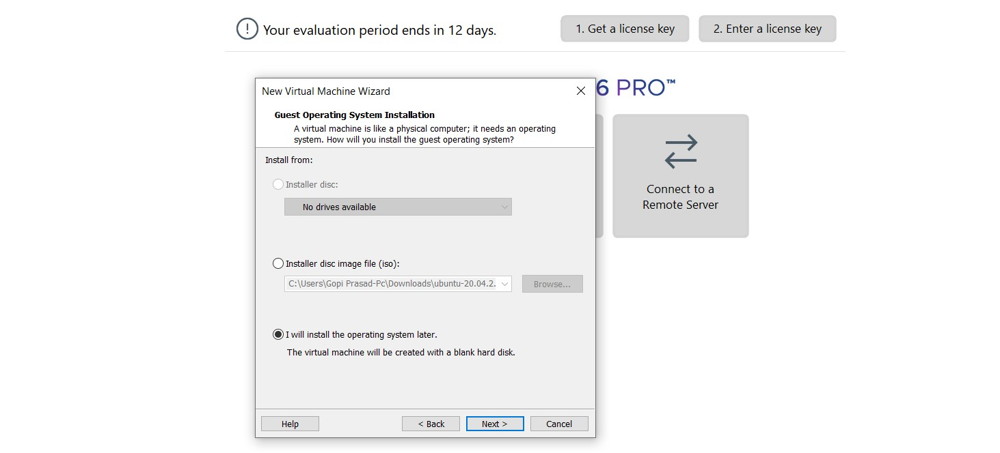 Your evaluation period ends in 12 days.
1. Get a license key
2. Enter a license key
6 PRO™
New Virtual Machine Wizard
Guest Operating System Installation
A virtual machine is like a physical computer; it needs an operating
system. How will you install the guest operating system?
Install from:
Installer disc:
No drives available
Installer disc image file (iso):
C:\Users\Gopi Prasad-Pc\Downloads\ubuntu-20.04.2.
Browse...
I will install the operating system later.
The virtual machine will be created with a blank hard disk.
Help
< Back
Next >
Cancel
Connect to a
Remote Server